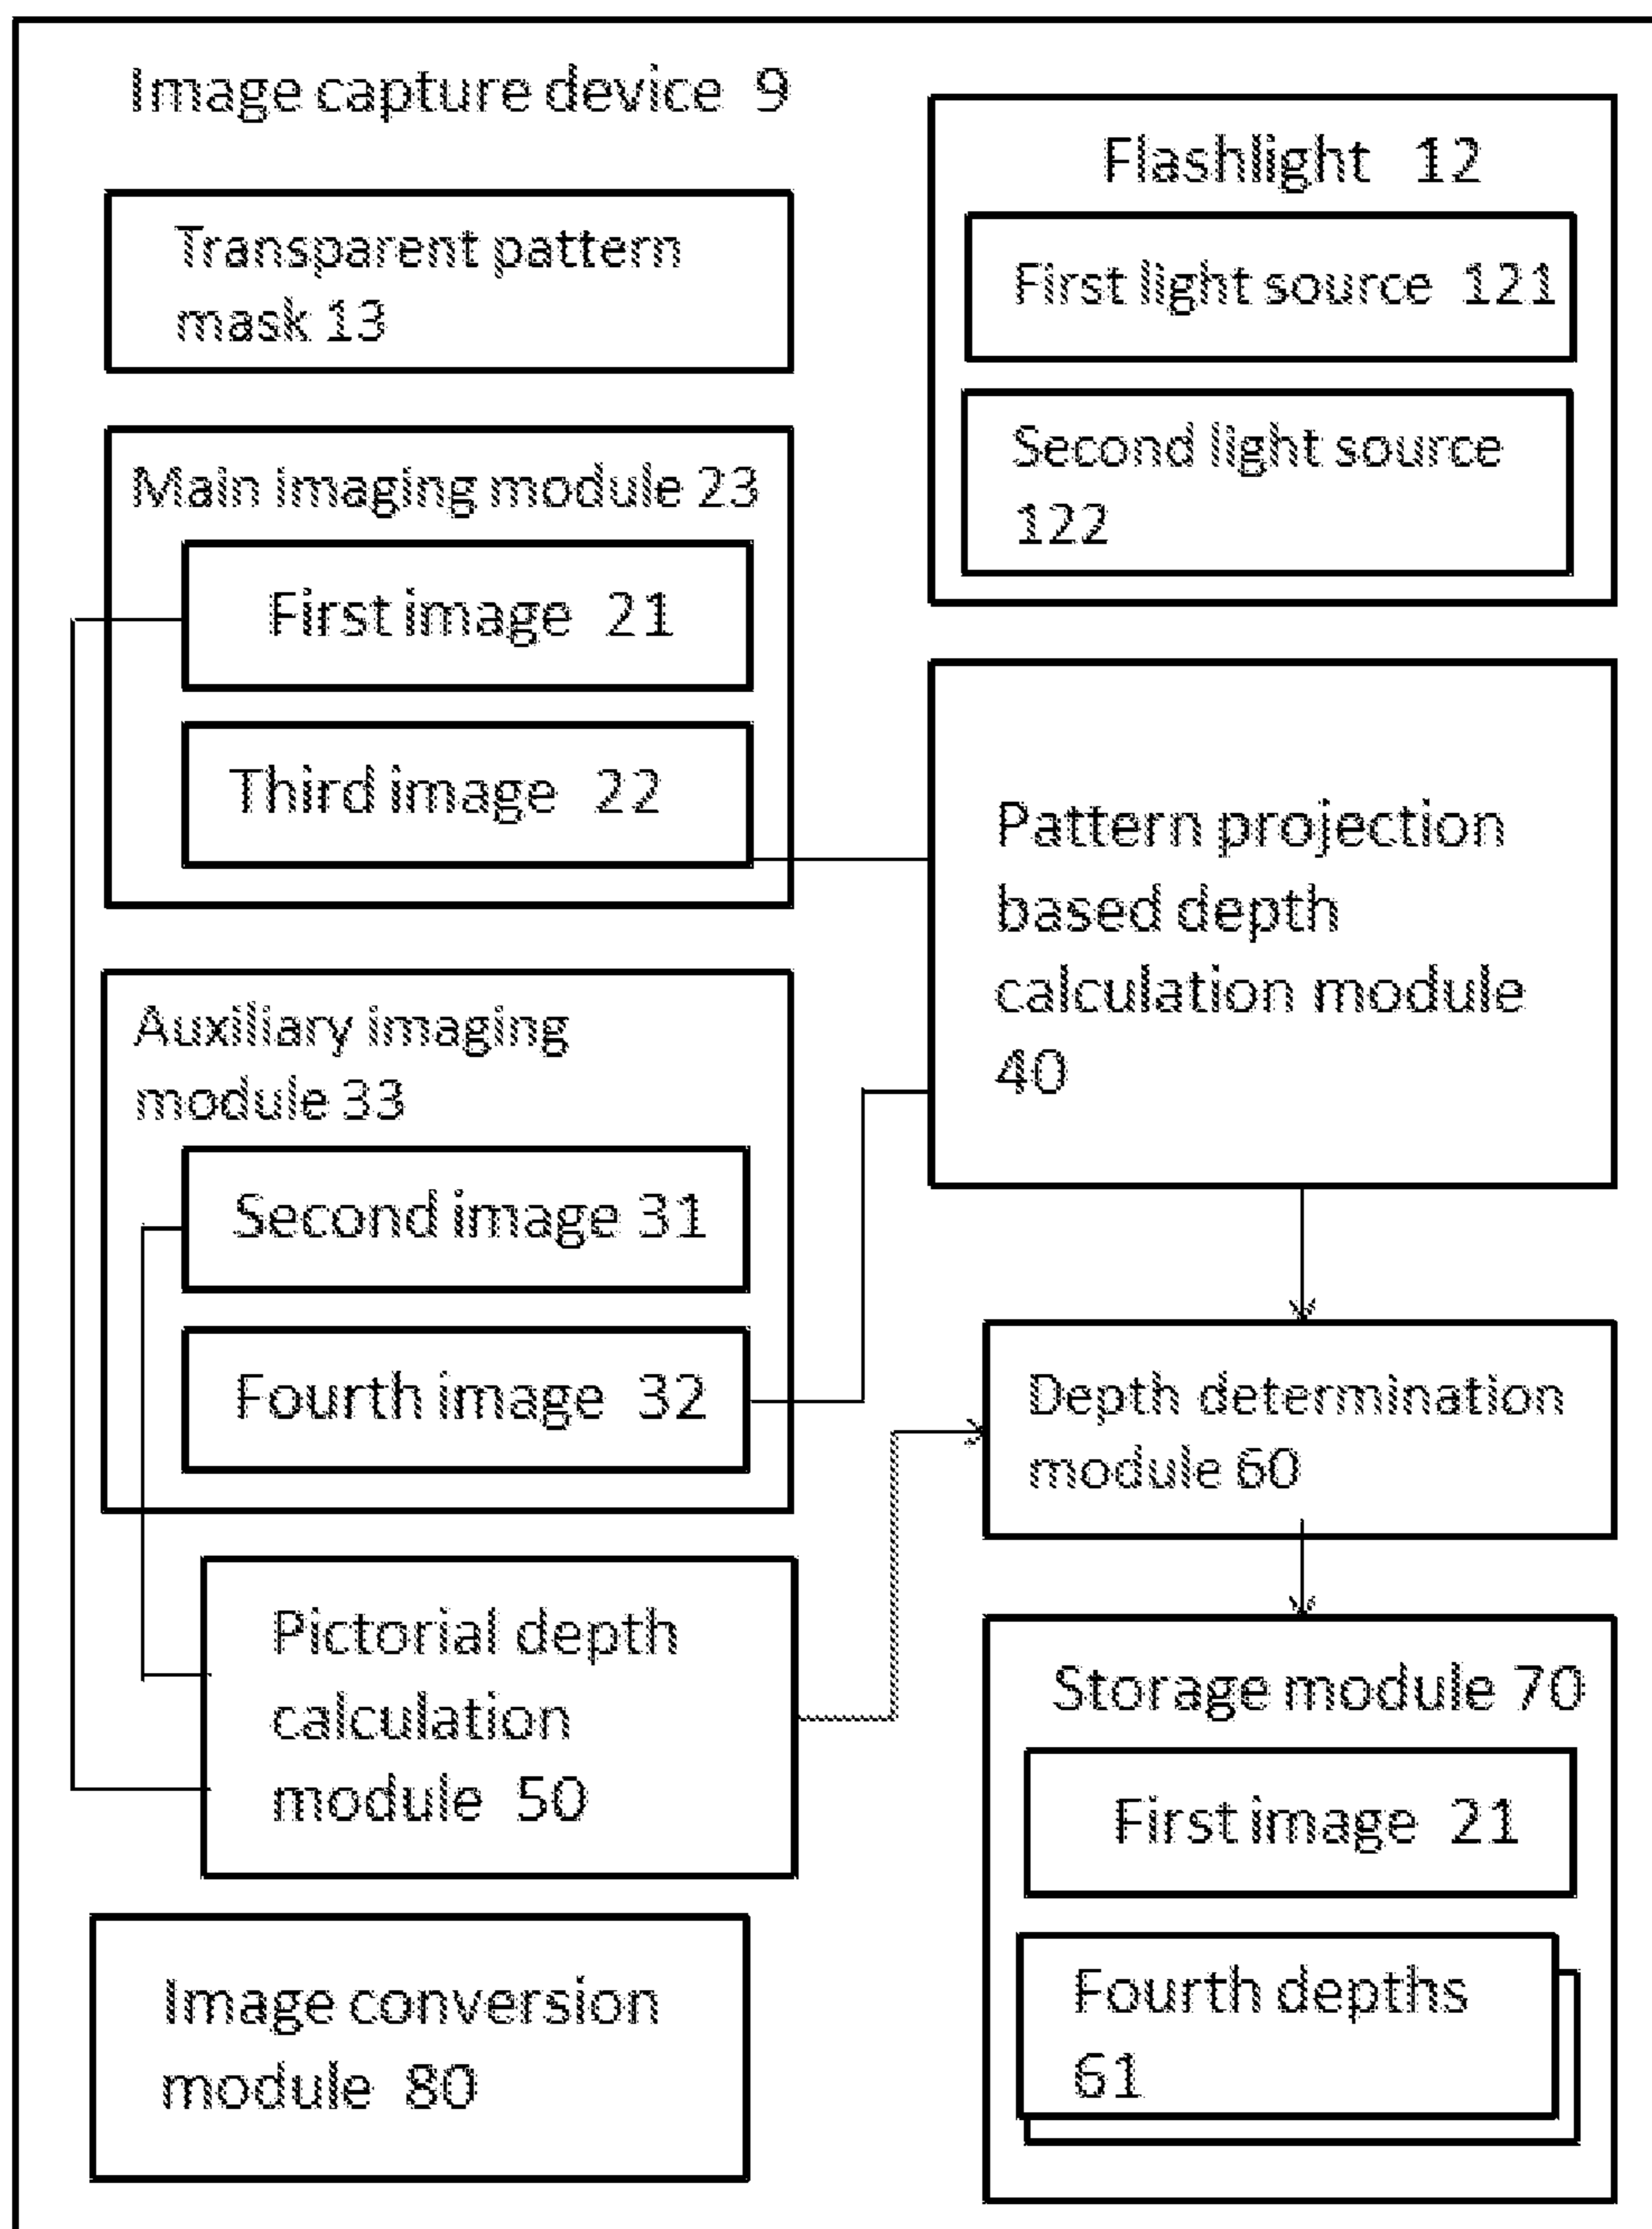 Image capture device 9
Transparent pattern
mask 13
Flashlight 12
First light source 121
Second light source
122
Main imaging module 23
First image 21
Third image 22
Pattern projection
based depth
calculation module
40
Auxiliary imaging
module 33
Second image 31
Fourth image 32
Depth determination
module 60
Pictorial depth
calculation
module 50
Storage module 70
First image 21
Fourth depths
61
Image conversion
module 80